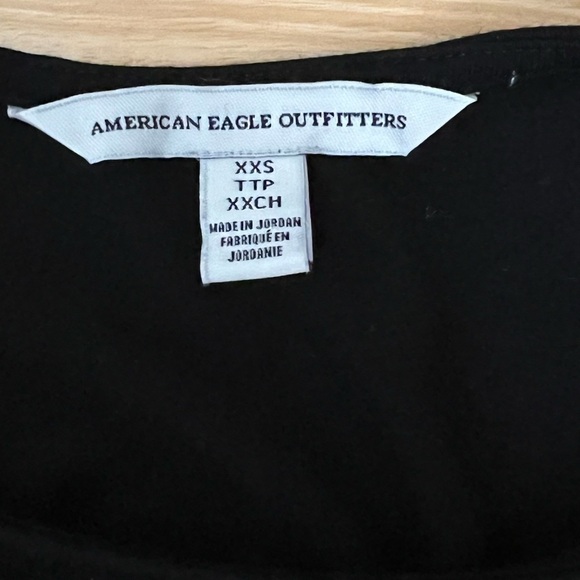 AMERICAN EAGLE OUTFITTERS
XXS
TTP
XXCH
MADE IN JORDAN
FABRIQUÉ EN
JORDANIE